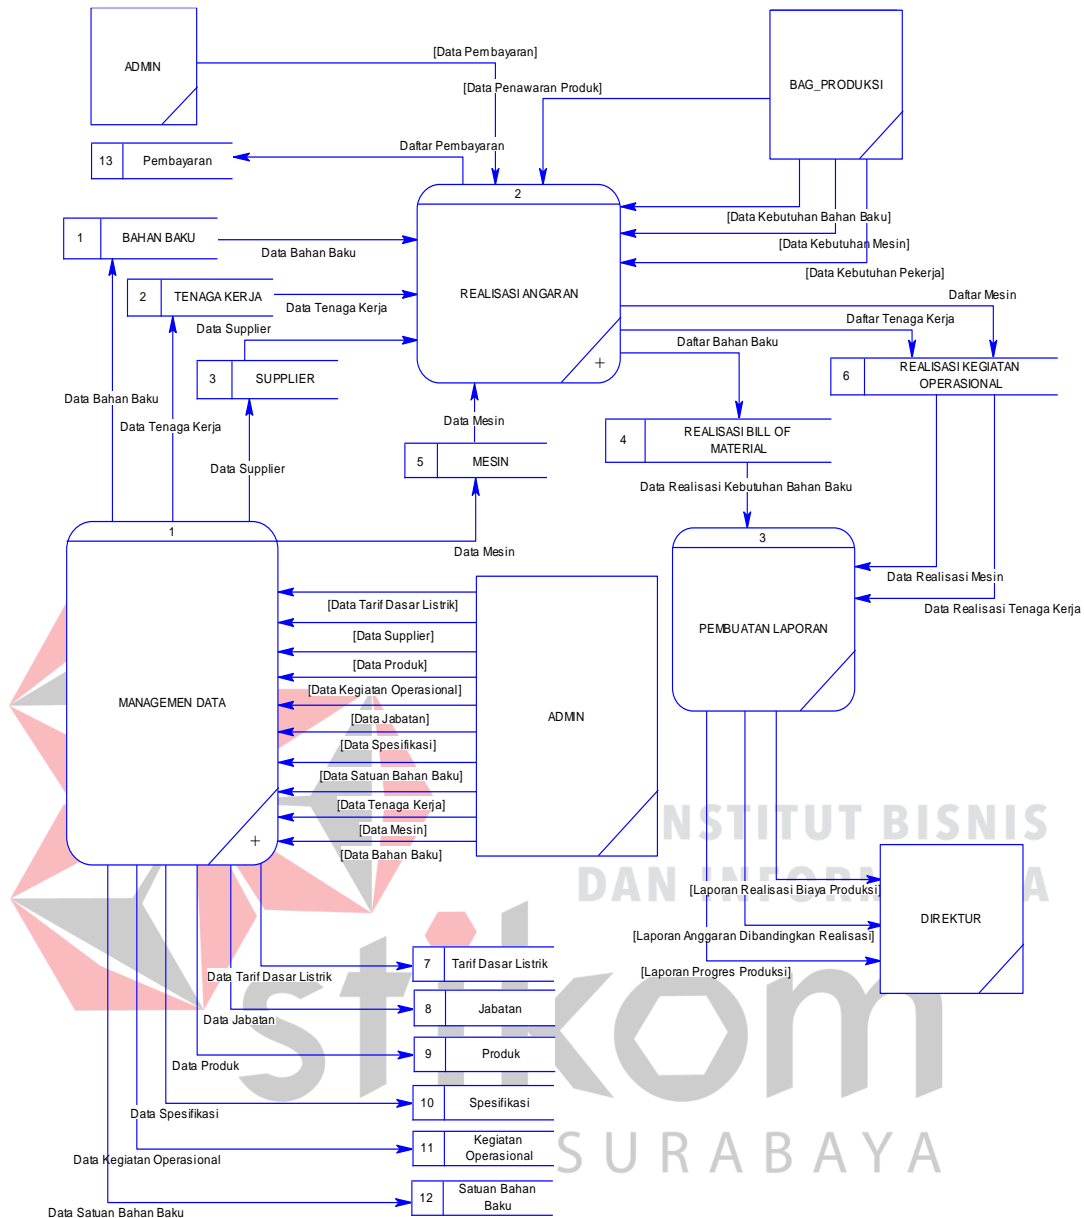 ADMIN
[Data Pembayaran]
[Data Penawaran Produk]
BAG_PRODUKSI
13
Pembayaran
Daftar Pembayaran
2
[Data Kebutuhan Bahan Baku]
1
BAHAN BAKU
Data Bahan Baku
[Data Kebutuhan Mesin]
[Data Kebutuhan Pekerja]
2
TENAGA KERJA
Data Tenaga Kerja
REALISASI ANGARAN
Daftar Mesin
Data Supplier
Daftar Tenaga Kerja
Daftar Bahan Baku
+
3
SUPPLIER
6
REALISASI KEGIATAN
OPERASIONAL
Data Bahan Baku
Data Tenaga Kerja
Data Mesin
4
REALISASI BILL OF
MATERIAL
Data Supplier
5
MESIN
Data Realisasi Kebutuhan Bahan Baku
1
Data Mesin
3
Data Realisasi Mesin
Data Realisasi Tenaga Kerja
PEMBUATAN LAPORAN
[Data Tarif Dasar Listrik]
[Data Supplier]
[Data Produk]
[Data Kegiatan Operasional]
MANAGEMEN DATA
ADMIN
[Data Jabatan]
[Data Spesifikasi]
[Data Satuan Bahan Baku]
[Data Tenaga Kerja]
[Data Mesin]
[Data Bahan Baku]
+
NSTITUT BISNIS
DAN INFORM A
[Laporan Realisasi Biaya Produksi]
DIREKTUR
[Laporan Anggaran Dibandingkan Realisasi]
[Laporan Progres Produksi]
7
Tarif Dasar Listrik
Data Tarif Dasar Listrik
8
Jabatan
Data Jabatan
9
Produk
Data Produk
10
Spesifikasi
Data Spesifikasi
11
Kegiatan
Operasional
Data Kegiatan Operasional
12
Satuan Bahan
Baku
Data Satuan Bahan Baku
stikom
SURABAYA